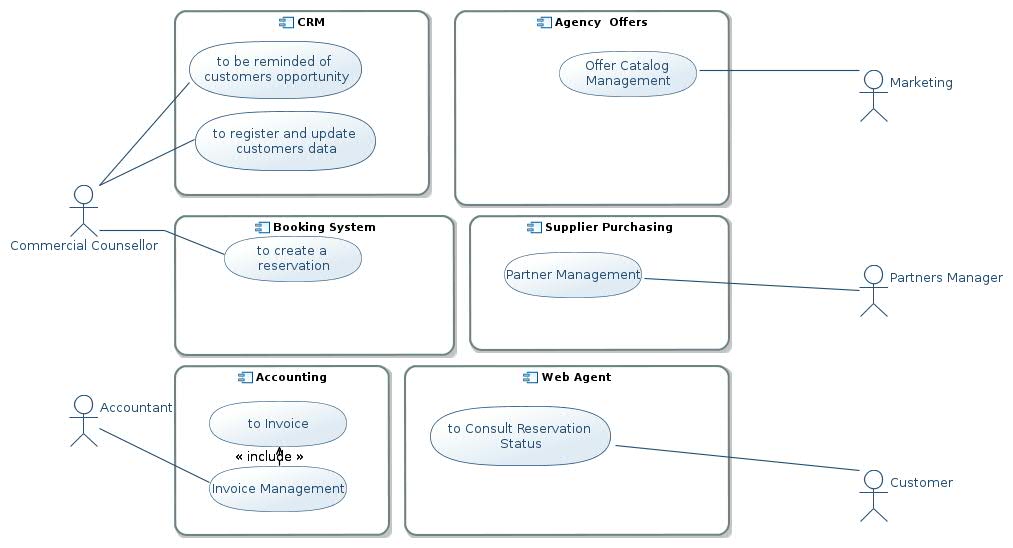 CRM
to be reminded of
customers opportunity
to register and update
customers data
Agency Offers
Offer Catalog
Management
Marketing
Commercial Counsellor
Booking System
to create a
reservation
Supplier Purchasing
Partner Management
Partners Manager
Accountant
Accounting
to Invoice
« include »
Invoice Management
Web Agent
to Consult Reservation
Status
Customer